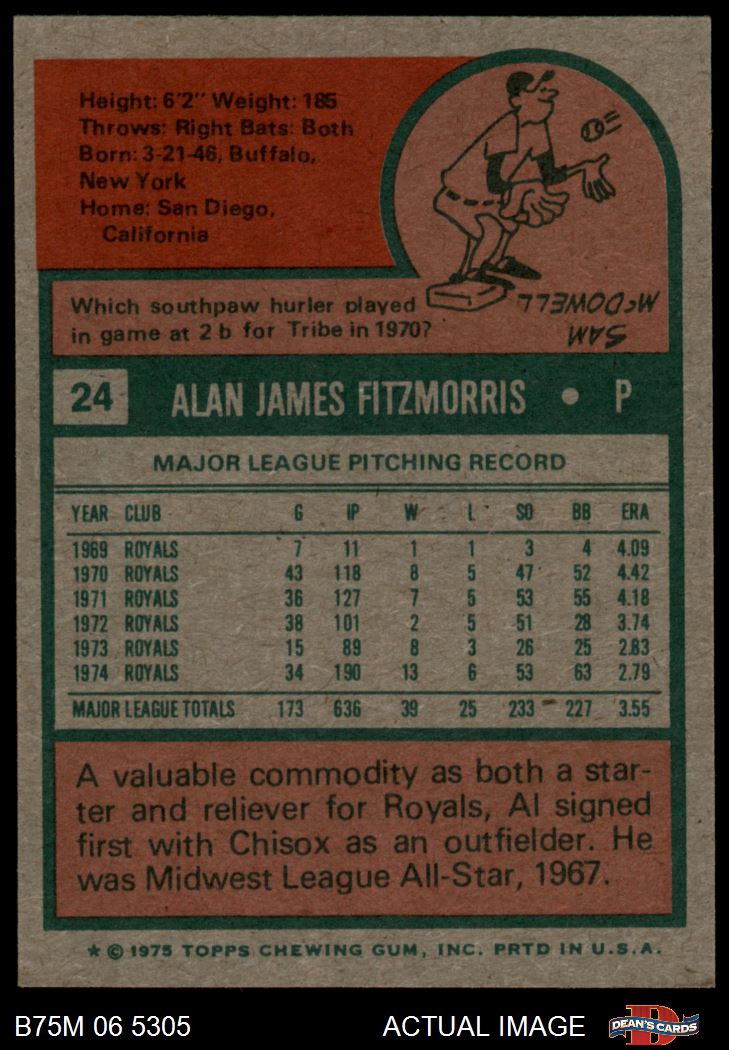 Height: 6'2" Weight: 185
Throws: Right Bats: Both
Born: 3-21-46, Buffalo,
New York
Home: San Diego,
California
Which southpaw hurler played
in game at 2 b for Tribe in 1970?
SAM
McDOWELL
24 ALAN JAMES FITZMORRIS • P
MAJOR LEAGUE PITCHING RECORD
YEAR CLUB G IP W L SO BB ERA
1969 ROYALS 7 11 1 1 3 4 4.09
1970 ROYALS 43 118 8 5 47 52 4.42
1971 ROYALS 36 127 7 5 53 55 4.18
1972 ROYALS 38 101 2 5 51 28 3.74
1973 ROYALS 15 89 8 3 26 25 2.83
1974 ROYALS 34 190 13 6 53 63 2.79
MAJOR LEAGUE TOTALS 173 636 39 25 233 227 3.55
A valuable commodity as both a star-
ter and reliever for Royals, Al signed
first with Chisox as an outfielder. He
was Midwest League All-Star, 1967.
* © 1975 TOPPS CHEWING GUM, INC. PRTD IN U.S.A.
B75M 06 5305 ACTUAL IMAGE D DEAN'S CARDS